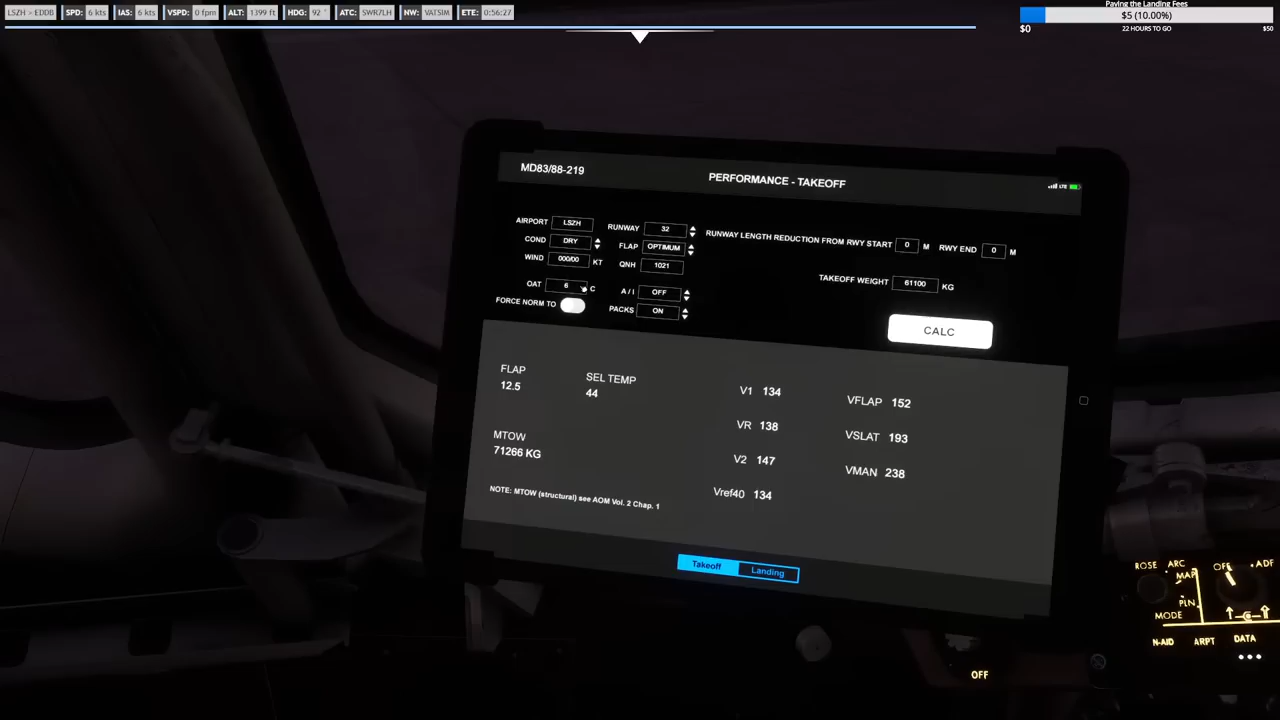 LSZH > EDDB SPD: 6 kts IAS: 6 kts VSPD: 0 fpm ALT: 1399 ft HDG: 92 ° ATC: SWR7LH NW: VATSIM ETE: 0:56:27
Paying the Landing Fees
$5 (10.00%)
$0 22 HOURS TO GO $50
MD83/88-219 PERFORMANCE - TAKEOFF LTE
AIRPORT LSZH RUNWAY 32 RUNWAY LENGTH REDUCTION FROM RWY START 0 M RWY END 0 M
COND DRY FLAP OPTIMUM
WIND 000/00 KT QNH 1021
TAKEOFF WEIGHT 61100 KG
OAT 6 C A / I OFF
FORCE NORM TO PACKS ON
CALC
FLAP SEL TEMP V1 134 VFLAP 152
12.5 44
VR 138 VSLAT 193
MTOW V2 147 VMAN 238
71266 KG
Vref40 134
NOTE: MTOW (structural) see AOM Vol. 2 Chap. 1
Takeoff Landing
ROSE ARC MAP PLN MODE
OFF ADF
N-AID ARPT DATA
OFF